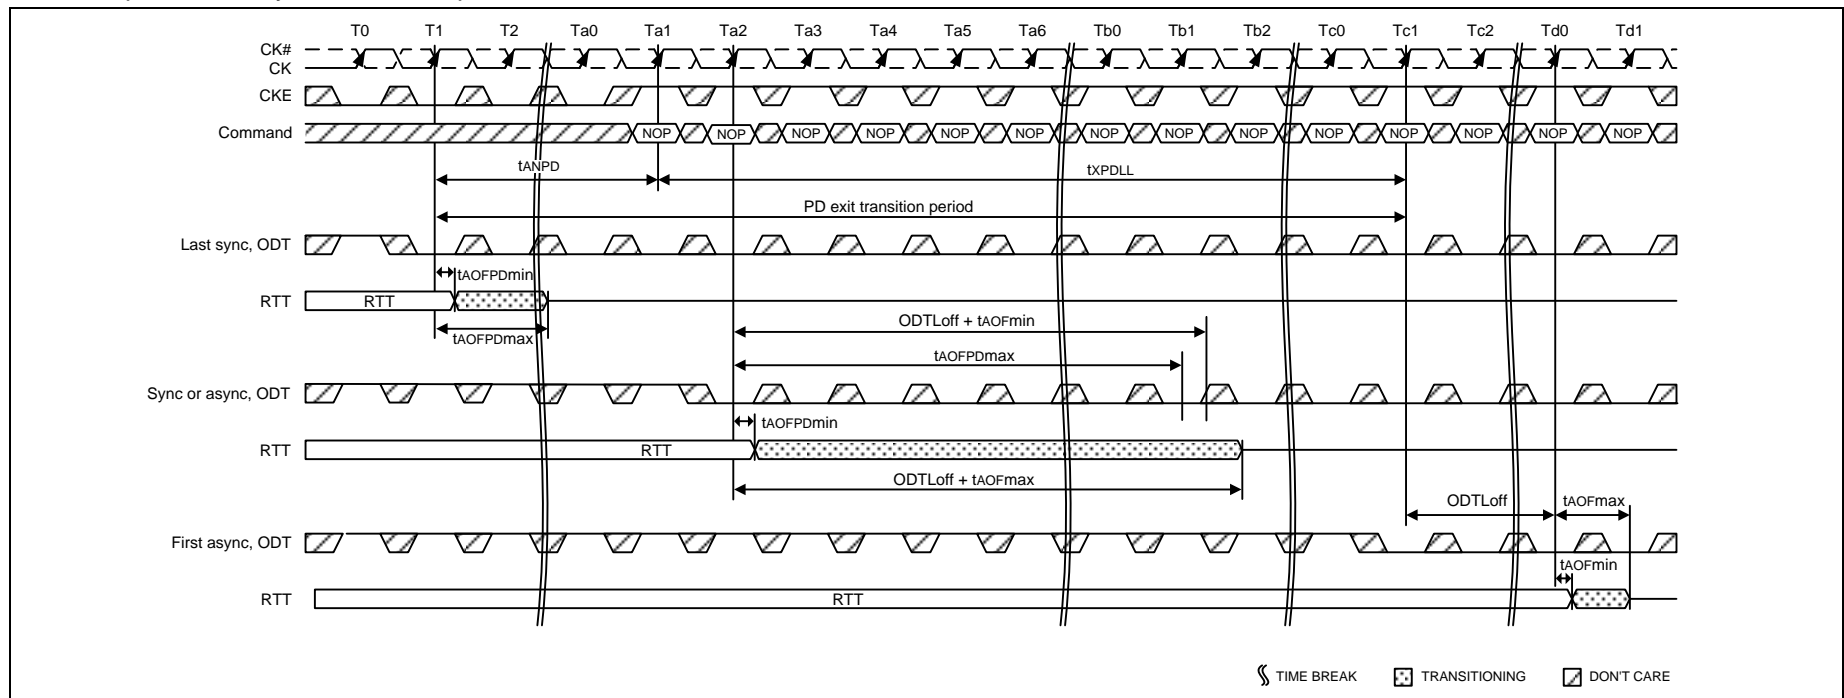 T0 T1 T2 Ta0 Ta1 Ta2 Ta3 Ta4 Ta5 Ta6 Tb0 Tb1 Tb2 Tc0 Tc1 Tc2 Td0 Td1
CK#
CK
CKE
Command NOP NOP NOP NOP NOP NOP NOP NOP NOP NOP NOP NOP NOP NOP
tANPD tXPDLL
PD exit transition period
Last sync, ODT
tAOFPDmin
RTT RTT
tAOFPDmax
ODTLoff + tAOFmin
tAOFPDmax
Sync or async, ODT
tAOFPDmin
RTT RTT
ODTLoff + tAOFmax
ODTLoff tAOFmax
First async, ODT
tAOFmin
RTT RTT
TIME BREAK TRANSITIONING DON'T CARE